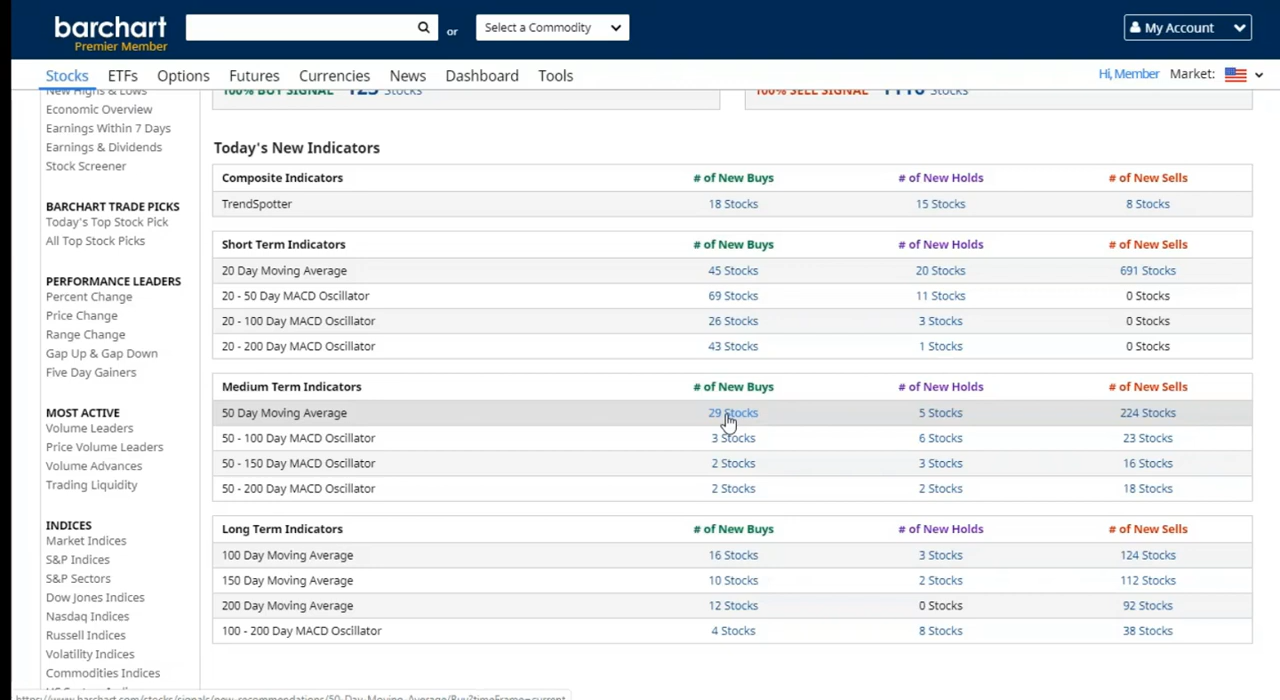 barchart
Premier Member
or
Select a Commodity
My Account
Stocks ETFs Options Futures Currencies News Dashboard Tools
Hi, Member Market:
New Highs & Lows
Economic Overview
Earnings Within 7 Days
Earnings & Dividends
Stock Screener
BARCHART TRADE PICKS
Today's Top Stock Pick
All Top Stock Picks
PERFORMANCE LEADERS
Percent Change
Price Change
Range Change
Gap Up & Gap Down
Five Day Gainers
MOST ACTIVE
Volume Leaders
Price Volume Leaders
Volume Advances
Trading Liquidity
INDICES
Market Indices
S&P Indices
S&P Sectors
Dow Jones Indices
Nasdaq Indices
Russell Indices
Volatility Indices
Commodities Indices
100% BUY SIGNAL 123 Stocks
100% SELL SIGNAL 1110 Stocks
Today's New Indicators
Composite Indicators # of New Buys # of New Holds # of New Sells
TrendSpotter 18 Stocks 15 Stocks 8 Stocks
Short Term Indicators # of New Buys # of New Holds # of New Sells
20 Day Moving Average 45 Stocks 20 Stocks 691 Stocks
20 - 50 Day MACD Oscillator 69 Stocks 11 Stocks 0 Stocks
20 - 100 Day MACD Oscillator 26 Stocks 3 Stocks 0 Stocks
20 - 200 Day MACD Oscillator 43 Stocks 1 Stocks 0 Stocks
Medium Term Indicators # of New Buys # of New Holds # of New Sells
50 Day Moving Average 29 Stocks 5 Stocks 224 Stocks
50 - 100 Day MACD Oscillator 3 Stocks 6 Stocks 23 Stocks
50 - 150 Day MACD Oscillator 2 Stocks 3 Stocks 16 Stocks
50 - 200 Day MACD Oscillator 2 Stocks 2 Stocks 18 Stocks
Long Term Indicators # of New Buys # of New Holds # of New Sells
100 Day Moving Average 16 Stocks 3 Stocks 124 Stocks
150 Day Moving Average 10 Stocks 2 Stocks 112 Stocks
200 Day Moving Average 12 Stocks 0 Stocks 92 Stocks
100 - 200 Day MACD Oscillator 4 Stocks 8 Stocks 38 Stocks